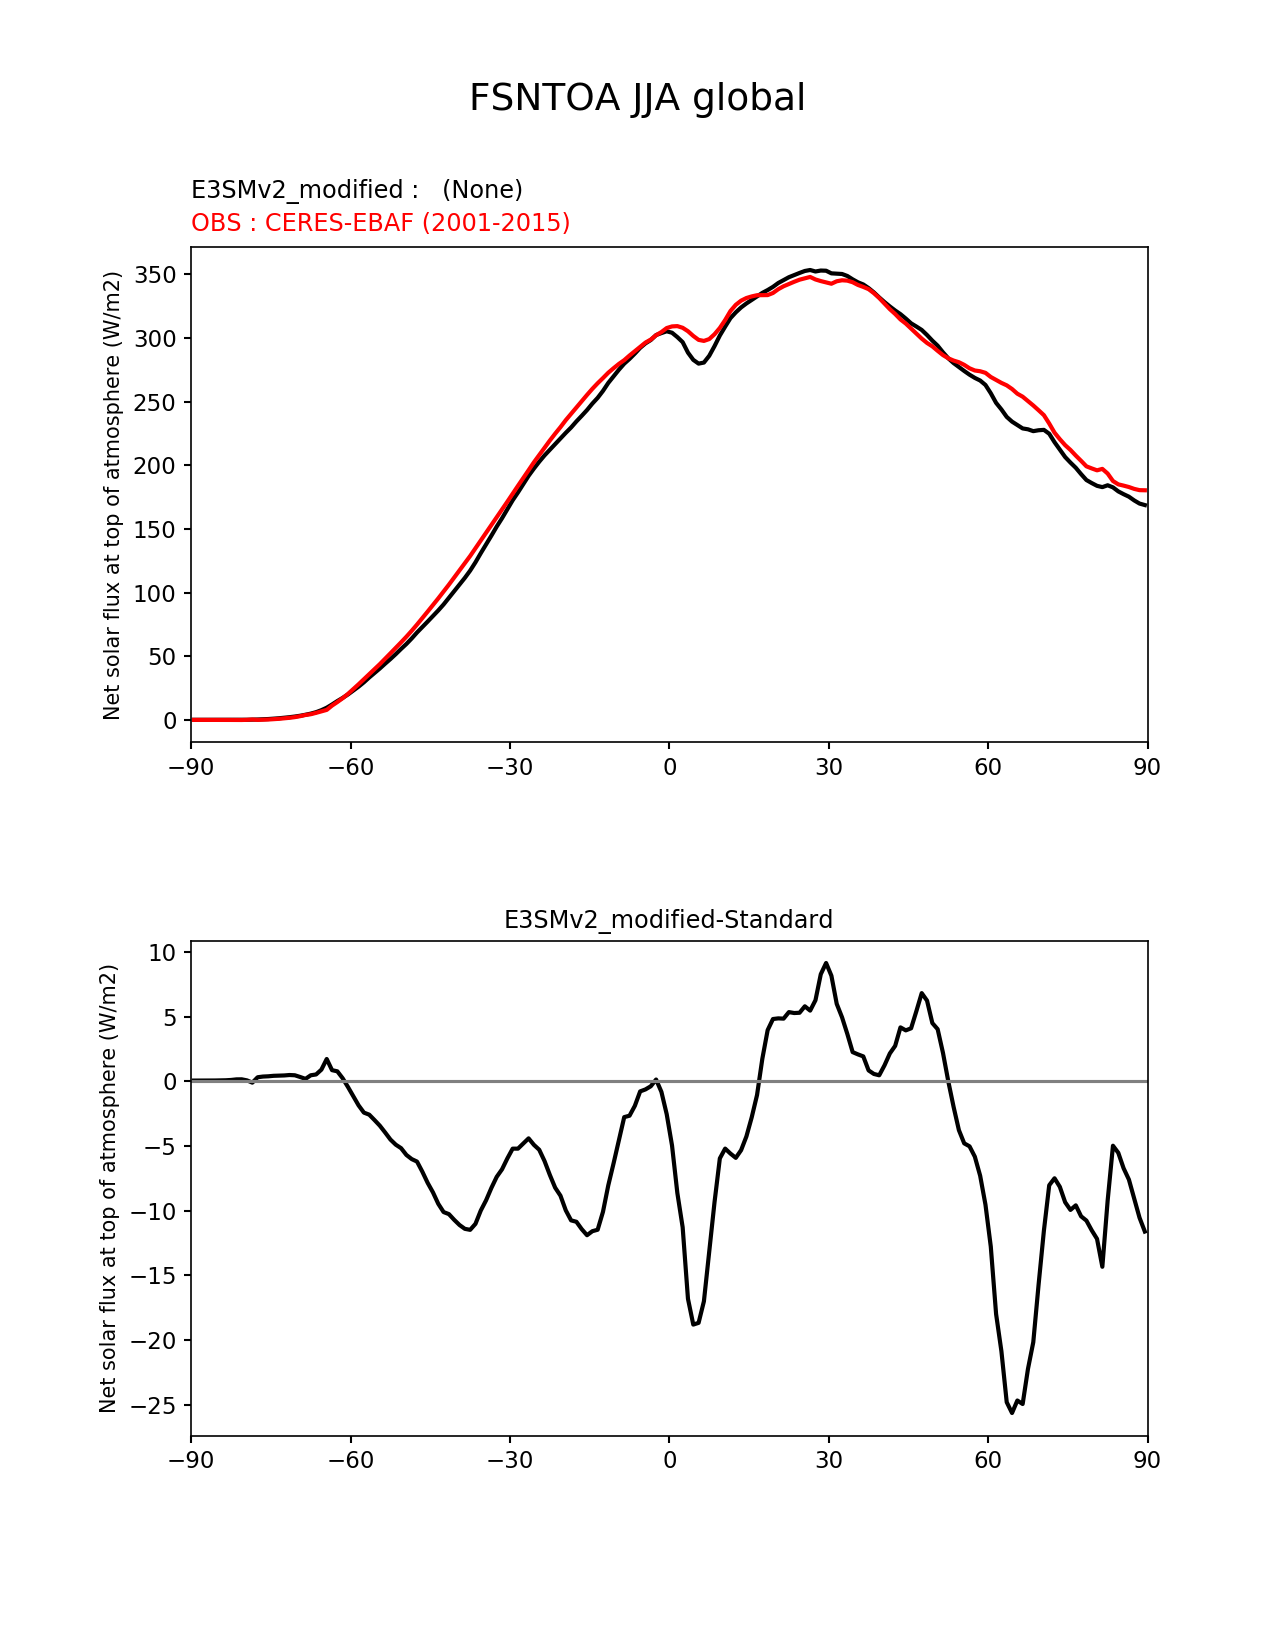 FSNTOA JJA global
E3SMv2_modified :   (None)
OBS : CERES-EBAF (2001-2015)
Net solar flux at top of atmosphere (W/m2)
350
300
250
200
150
100
50
0
−90 −60 −30 0 30 60 90
E3SMv2_modified-Standard
Net solar flux at top of atmosphere (W/m2)
10
5
0
−5
−10
−15
−20
−25
−90 −60 −30 0 30 60 90